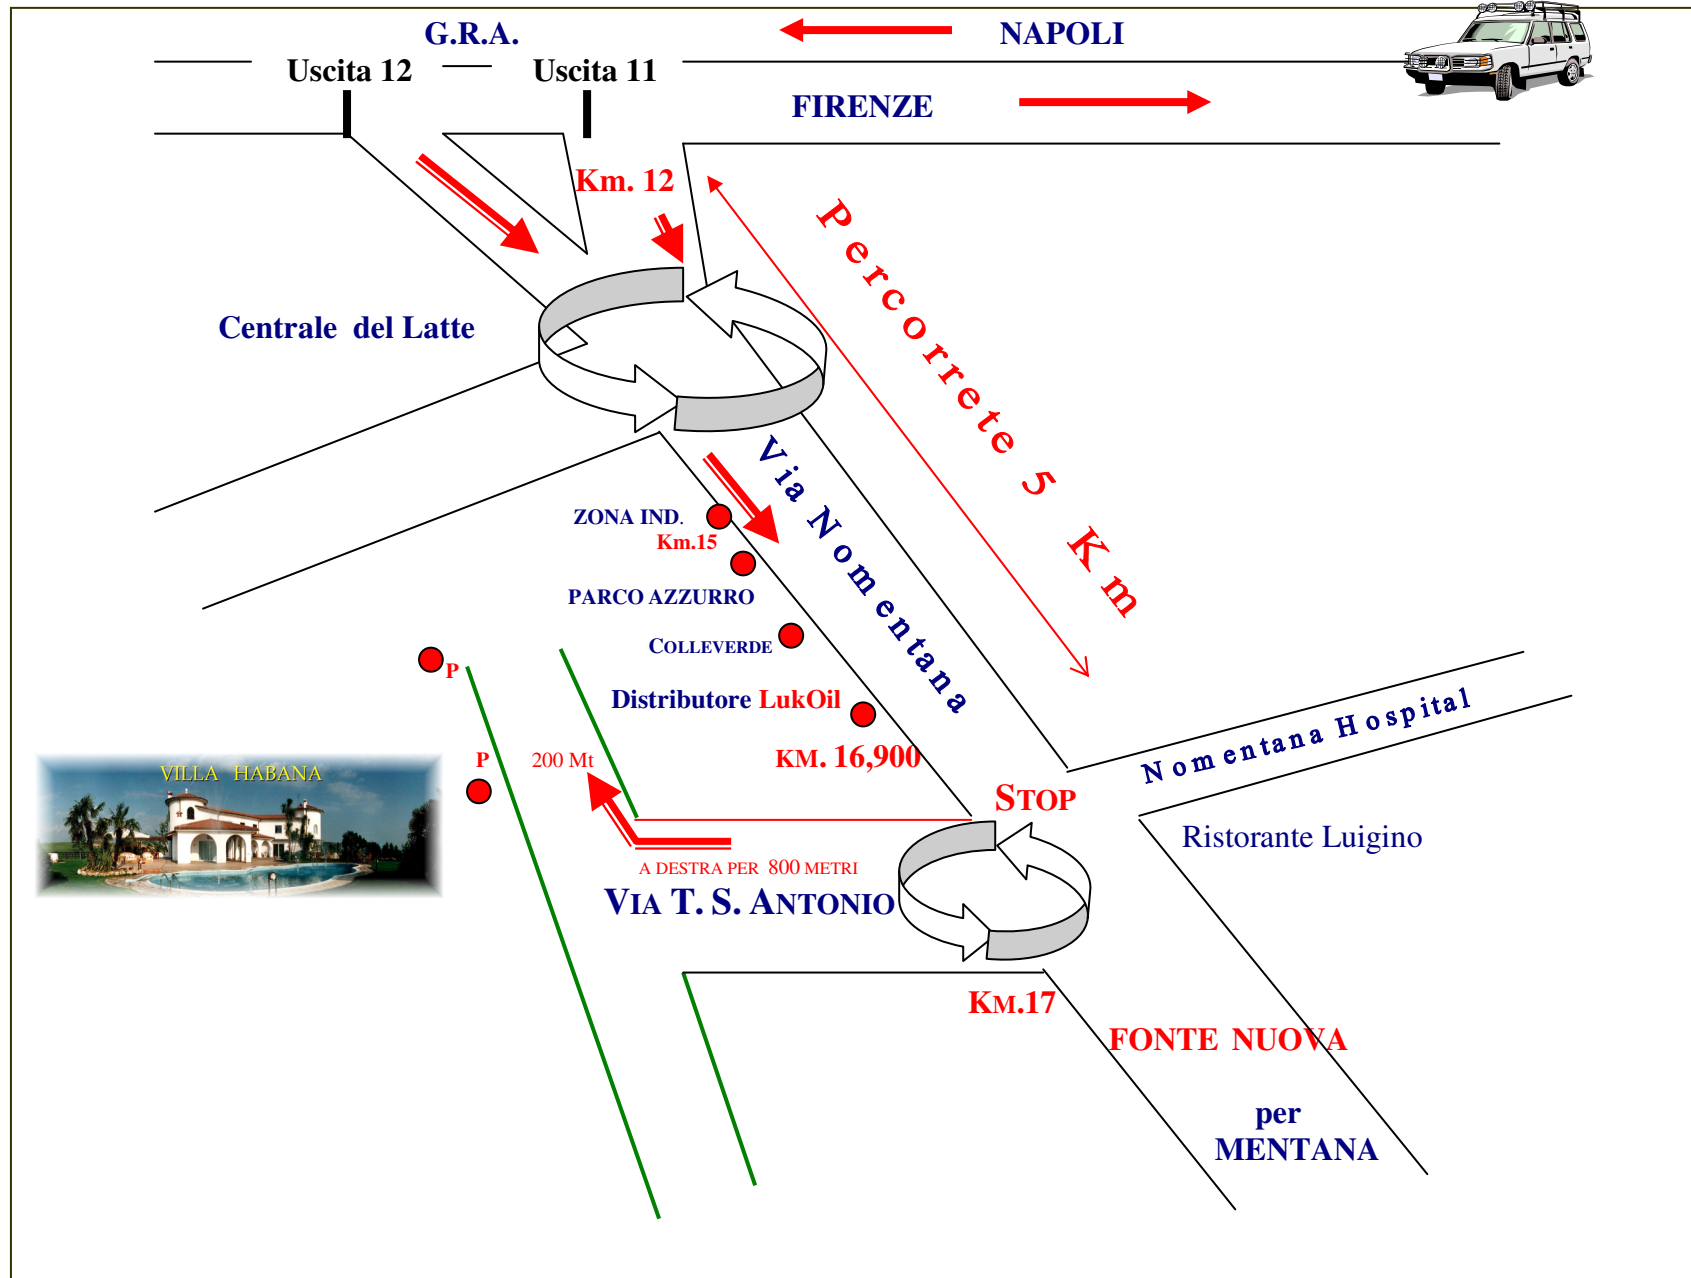 G.R.A.
NAPOLI
Uscita 12
Uscita 11
FIRENZE
Km. 12
Percorrete 5 Km
Centrale del Latte
Via Nomentana
ZONA IND.
Km.15
PARCO AZZURRO
COLLEVERDE
P
Distributore LukOil
Nomentana Hospital
KM. 16,900
P
200 Mt
VILLA HABANA
STOP
Ristorante Luigino
A DESTRA PER 800 METRI
VIA T. S. ANTONIO
KM.17
FONTE NUOVA
per
MENTANA